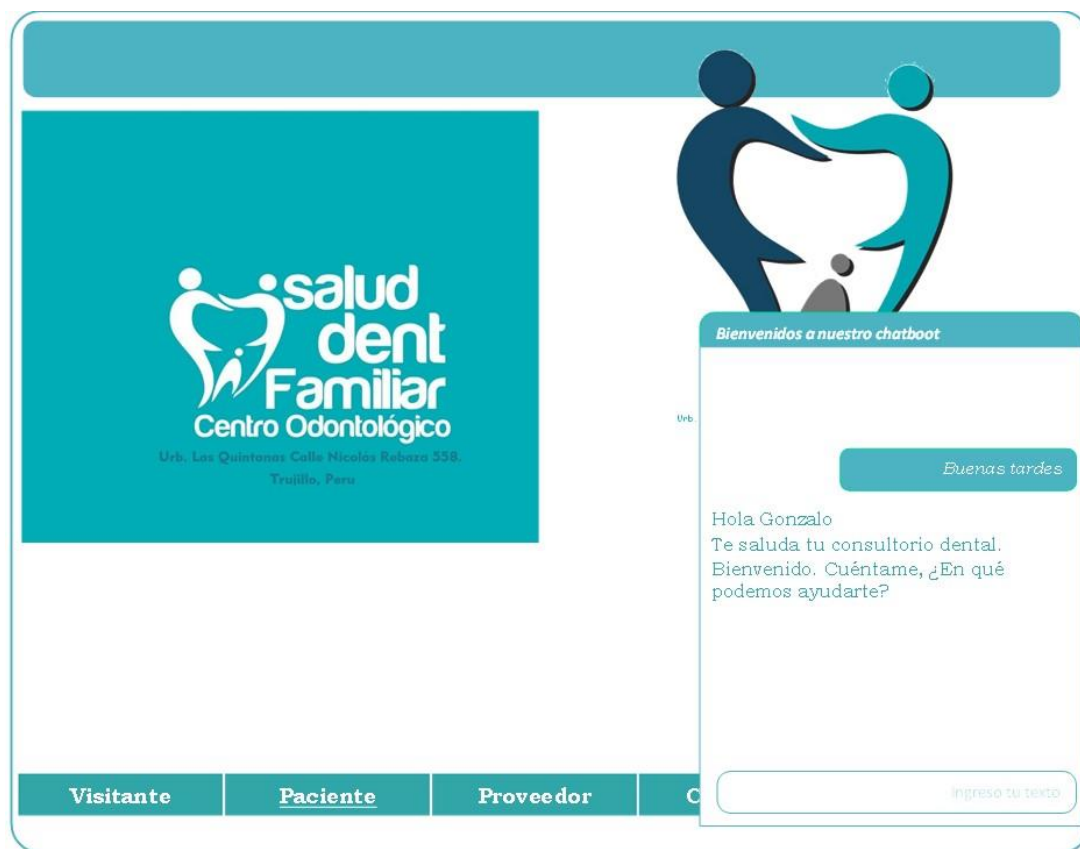 salud
dent
Familiar
Centro Odontológico
Urb. Las Quintanas Calle Nicolás Rebaza 558.
Trujillo, Peru
Urb
Bienvenidos a nuestro chatboot
Buenas tardes
Hola Gonzalo
Te saluda tu consultorio dental.
Bienvenido. Cuéntame, ¿En qué
podemos ayudarte?
Ingreso tu texto
Visitante
Paciente
Proveedor
C